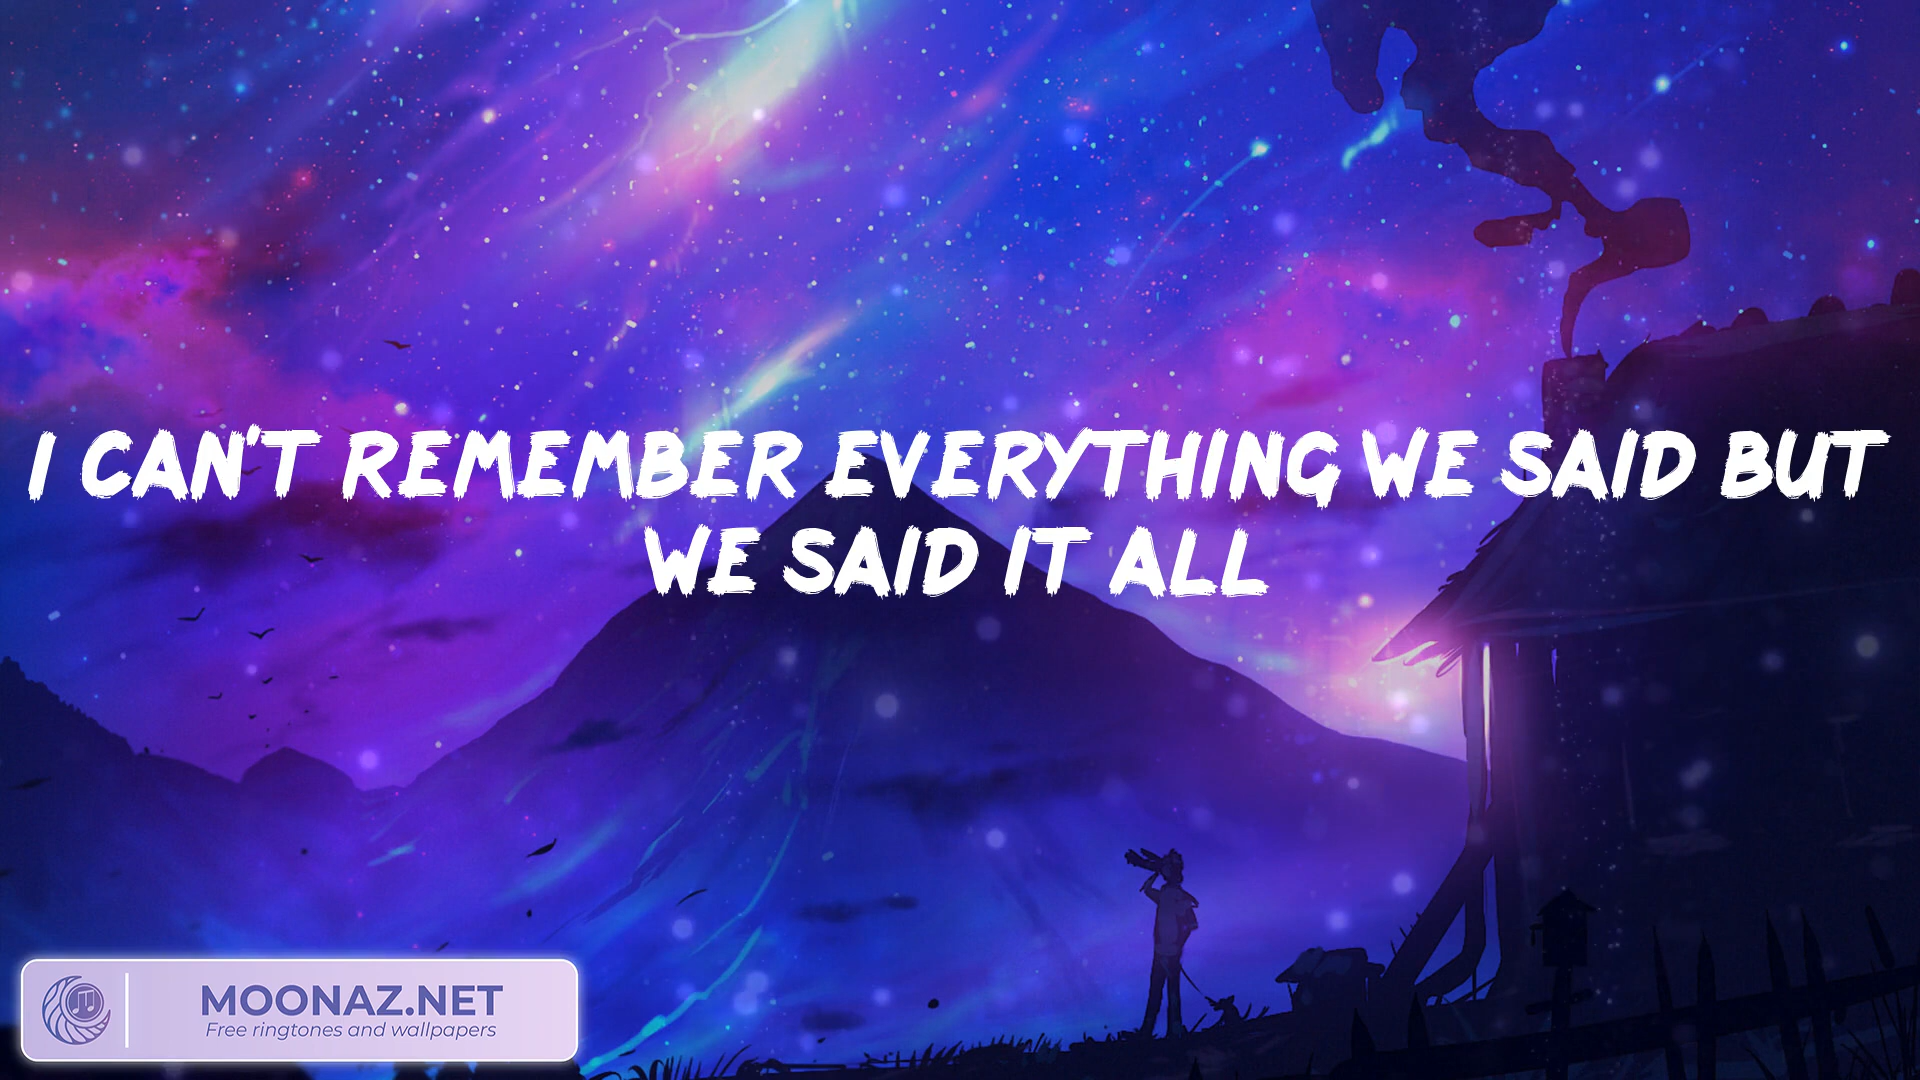 I CAN'T REMEMBER EVERYTHING WE SAID BUT
WE SAID IT ALL
MOONAZ.NET
Free ringtones and wallpapers